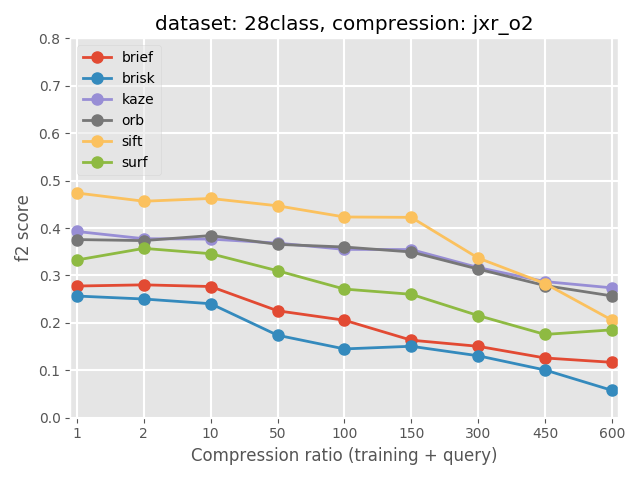 dataset: 28class, compression: jxr_o2
0.8
0.7
0.6
0.5
0.4
0.3
0.2
0.1
0.0
f2 score
brief
brisk
kaze
orb
sift
surf
1 2 10 50 100 150 300 450 600
Compression ratio (training + query)